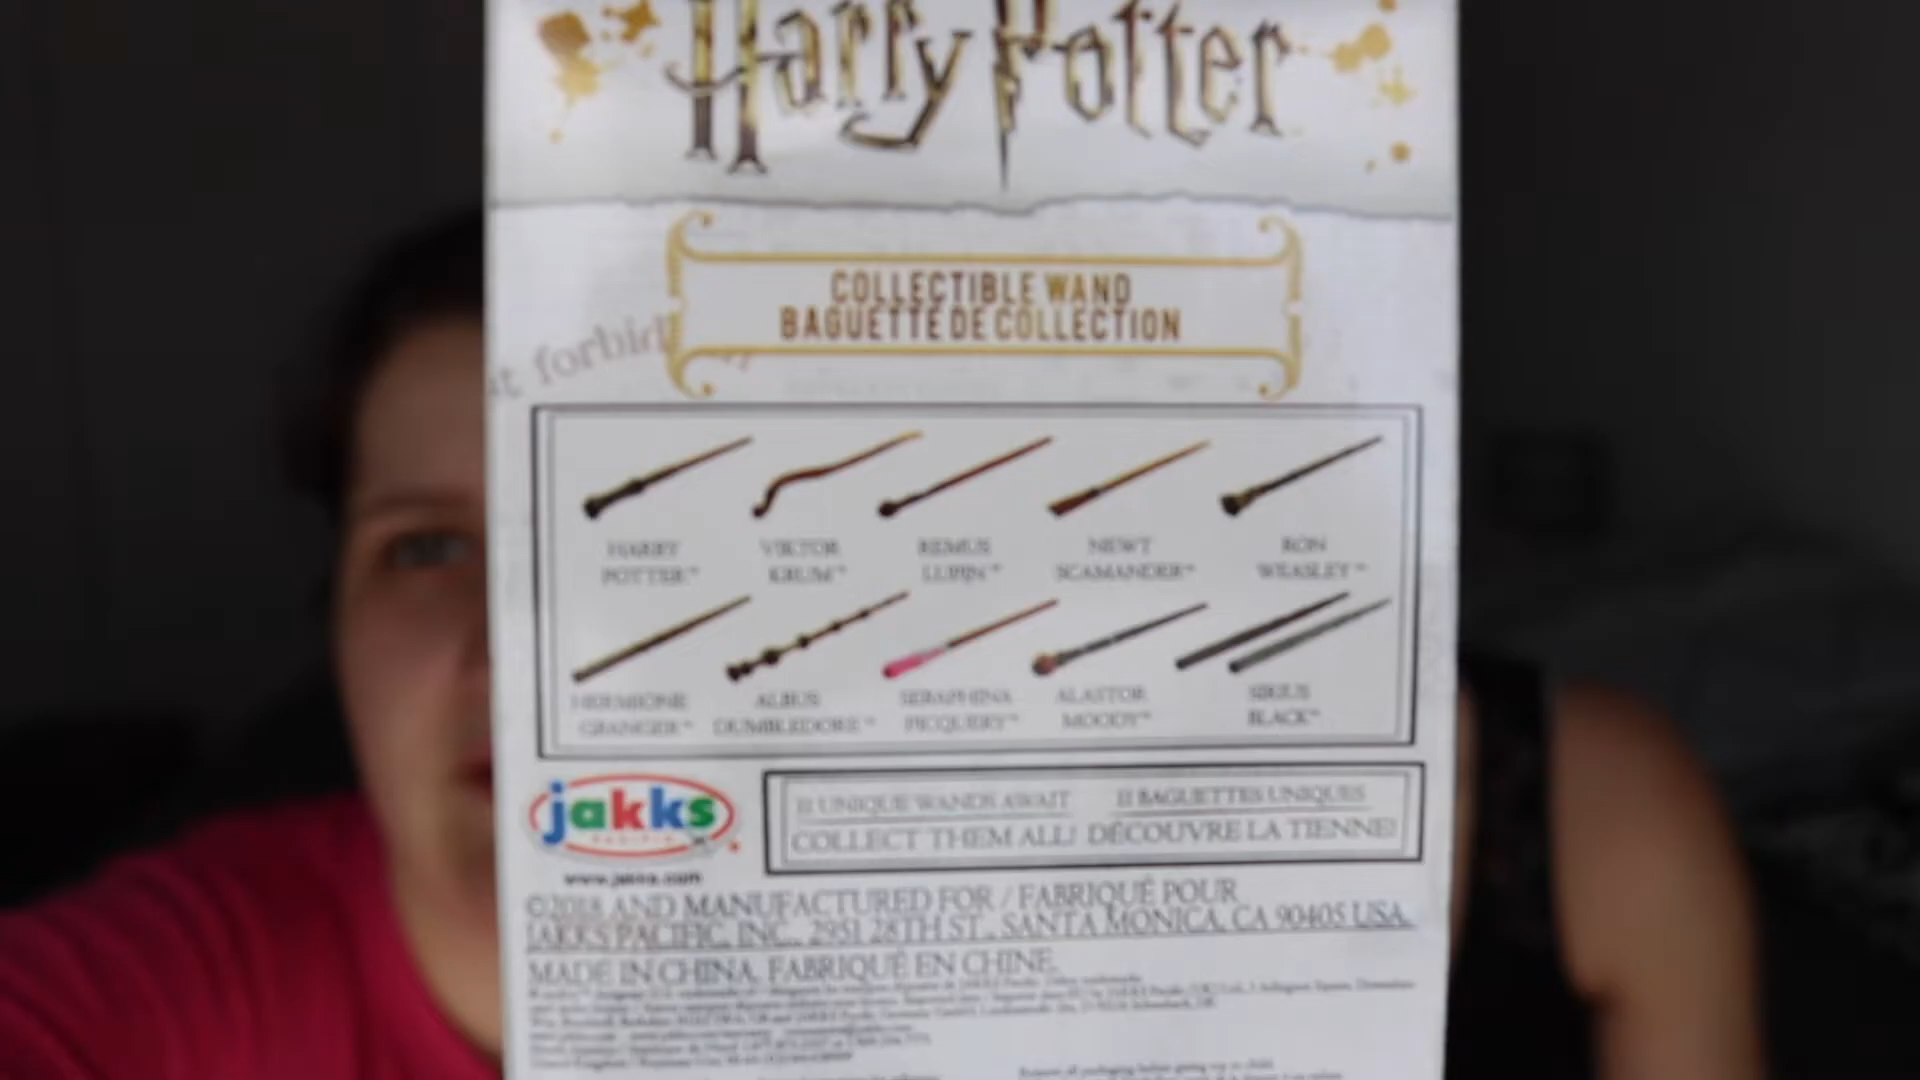 Harry Potter
COLLECTIBLE WAND
BAGUETTE DE COLLECTION
forbid
HARRY POTTER™
VIKTOR KRUM™
REMUS LUPIN™
NEWT SCAMANDER™
RON WEASLEY™
HERMIONE GRANGER™
ALBUS DUMBLEDORE™
SERAPHINA PICQUERY™
ALASTOR MOODY™
SIRIUS BLACK™
jakks
PACIFIC
www.jakks.com
11 UNIQUE WANDS AWAIT
COLLECT THEM ALL!
11 BAGUETTES UNIQUES
DÉCOUVRE LA TIENNE!
©2018 AND MANUFACTURED FOR / FABRIQUÉ POUR
JAKKS PACIFIC, INC., 2951 28TH ST., SANTA MONICA, CA 90405 USA.
MADE IN CHINA. FABRIQUÉ EN CHINE.